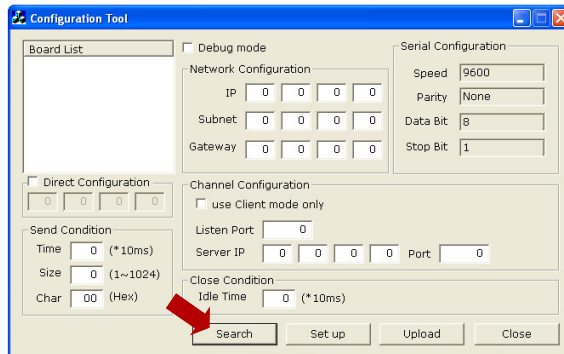 Configuration Tool
Board List
Debug mode
Network Configuration
IP 0 0 0 0
Subnet 0 0 0 0
Gateway 0 0 0 0
Serial Configuration
Speed 9600
Parity None
Data Bit 8
Stop Bit 1
Direct Configuration
0 0 0 0
Send Condition
Time 0 (*10ms)
Size 0 (1~1024)
Char 00 (Hex)
Channel Configuration
use Client mode only
Listen Port 0
Server IP 0 0 0 0 Port 0
Close Condition
Idle Time 0 (*10ms)
Search Set up Upload Close